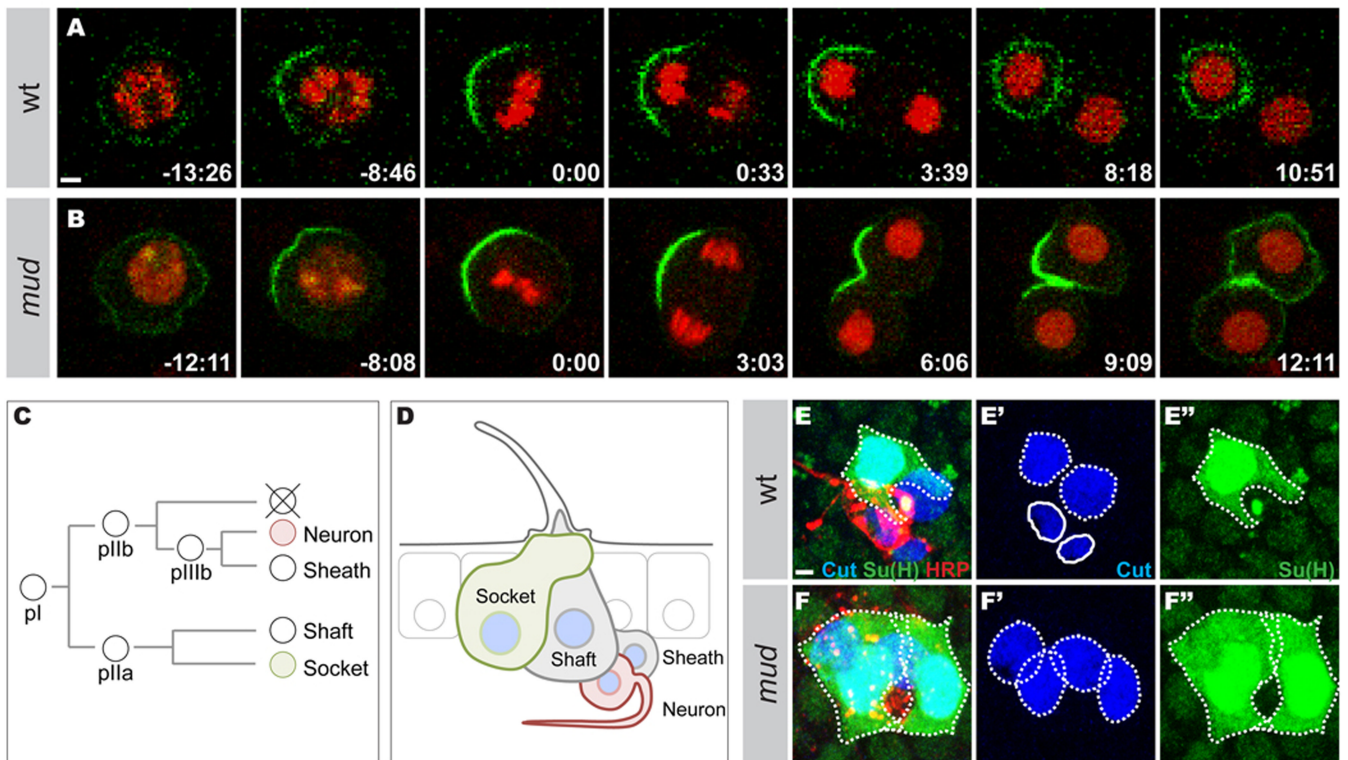 wt
A
-13:26
-8:46
0:00
0:33
3:39
8:18
10:51
mud
B
-12:11
-8:08
0:00
3:03
6:06
9:09
12:11
C
pI
pIIb
pIIIb
Neuron
Sheath
pIIa
Shaft
Socket
D
Socket
Shaft
Sheath
Neuron
wt
E
Cut Su(H) HRP
E’
Cut
E”
Su(H)
mud
F
F’
F”